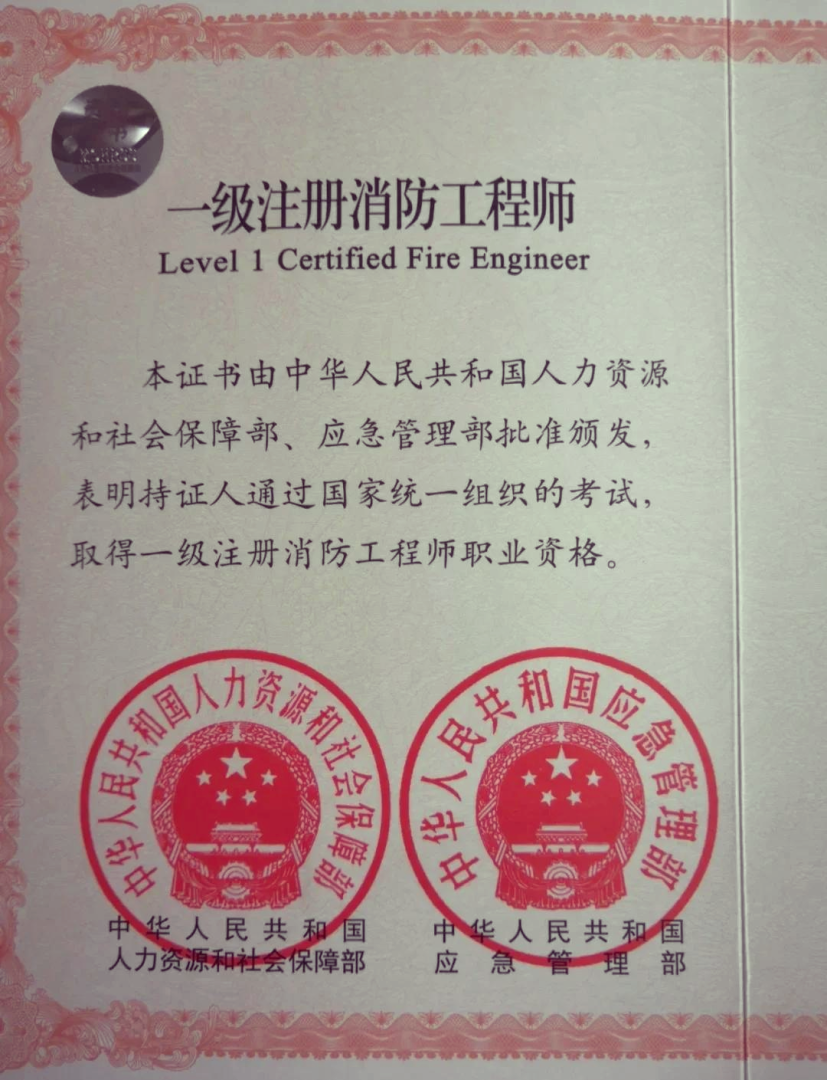 一级注册消防工程师
Level 1 Certified Fire Engineer
本证书由中华人民共和国人力资源
和社会保障部、应急管理部批准颁发，
表明持证人通过国家统一组织的考试，
取得一级注册消防工程师职业资格。
中华人民共和国人力资源和社会保障部
中华人民共和国应急管理部
中华人民共和国
人力资源和社会保障部
中华人民共和国
应急管理部